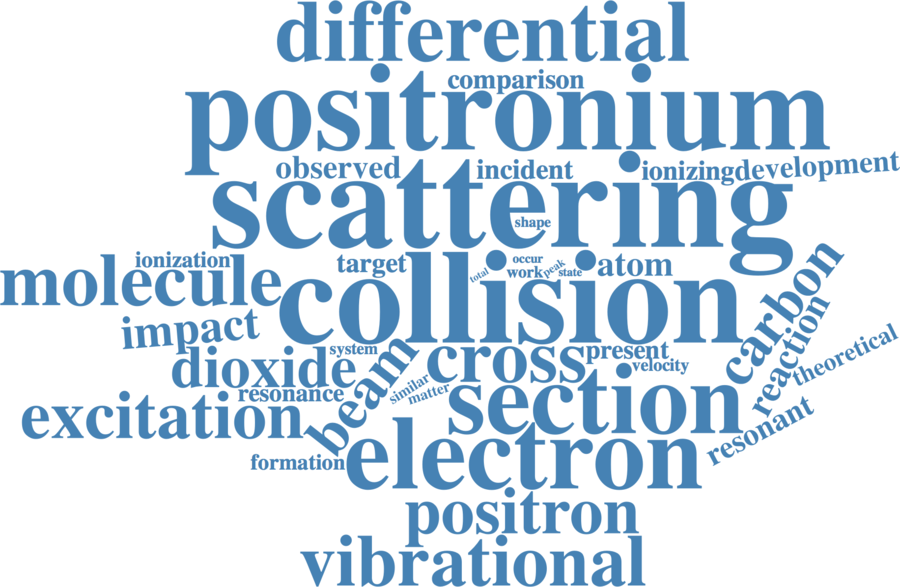 differential
comparison
positronium
observed
incident
ionizing
development
scattering
shape
ionization
molecule
target
total
occur
work
peak
state
atom
collision
carbon
impact
dioxide
system
beam
cross
present
velocity
reaction
theoretical
resonance
similar
matter
section
excitation
resonant
formation
electron
positron
vibrational